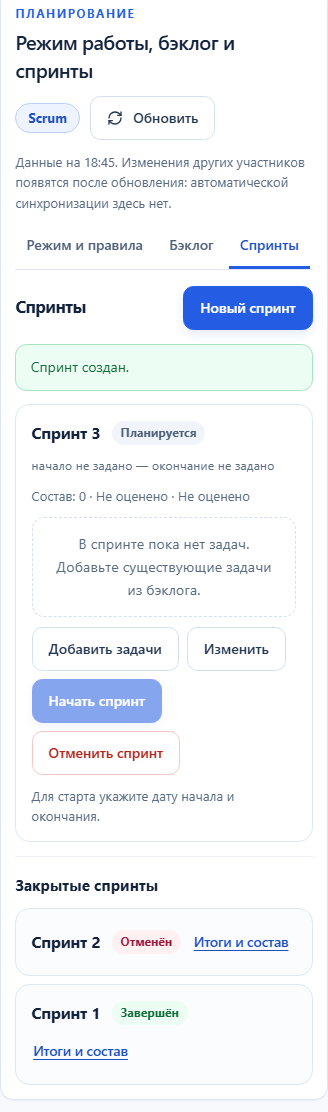 ПЛАНИРОВАНИЕ
Режим работы, бэклог и
спринты
Scrum
Обновить
Данные на 18:45. Изменения других участников
появятся после обновления: автоматической
синхронизации здесь нет.
Режим и правила Бэклог Спринты
Спринты
Новый спринт
Спринт создан.
Спринт 3 Планируется
начало не задано — окончание не задано
Состав: 0 · Не оценено · Не оценено
В спринте пока нет задач.
Добавьте существующие задачи
из бэклога.
Добавить задачи Изменить
Начать спринт
Отменить спринт
Для старта укажите дату начала и
окончания.
Закрытые спринты
Спринт 2 Отменён Итоги и состав
Спринт 1 Завершён
Итоги и состав